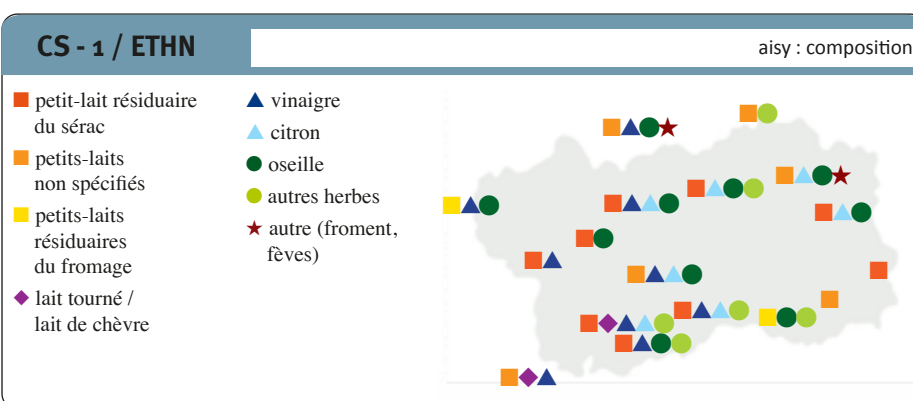 CS - 1 / ETHN
aisy : composition
petit-lait résiduaire
du sérac
petits-laits
non spécifiés
petits-laits
résiduaires
du fromage
lait tourné /
lait de chèvre
vinaigre
citron
oseille
autres herbes
autre (froment,
fèves)